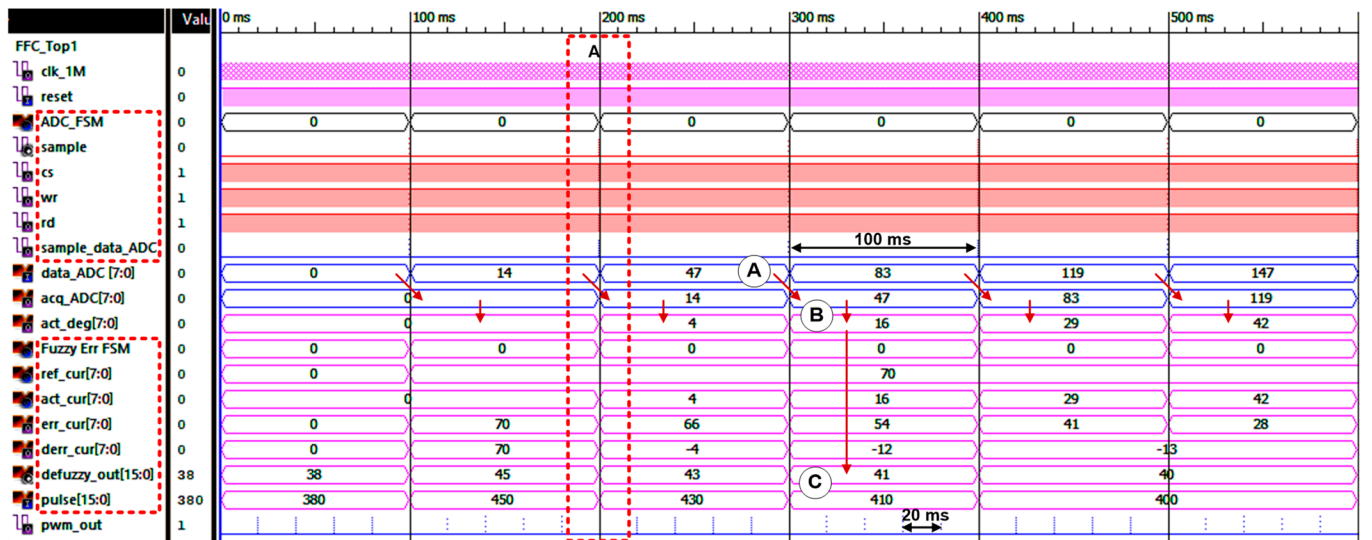 Valu 0 ms 100 ms 200 ms 300 ms 400 ms 500 ms
FFC_Top1 A
clk_1M 0
reset 0
ADC_FSM 0 0 0 0 0 0 0
sample 0
cs 1
wr 1
rd 1
sample_data_ADC 0 100 ms
data_ADC [7:0] 0 0 14 47 A 83 119 147
acq_ADC[7:0] 0 0 14 47 83 119
act_deg[7:0] 0 0 4 B 16 29 42
Fuzzy Err FSM 0 0 0 0 0 0 0
ref_cur[7:0] 0 0 70
act_cur[7:0] 0 0 4 16 29 42
err_cur[7:0] 0 0 70 66 54 41 28
derr_cur[7:0] 0 0 70 -4 -12 -13
defuzzy_out[15:0] 38 38 45 43 C 41 40
pulse[15:0] 380 380 450 430 410 400
pwm_out 1 20 ms